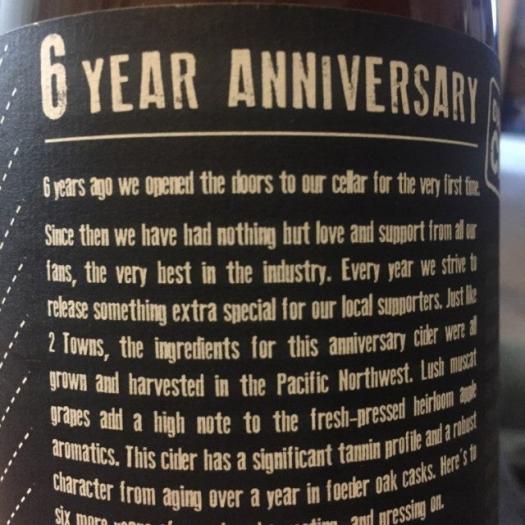 6 YEAR ANNIVERSARY
6 years ago we opened the doors to our cellar for the very first time.
Since then we have had nothing but love and support from all our
fans, the very best in the industry. Every year we strive to
release something extra special for our local supporters. Just like
2 Towns, the ingredients for this anniversary cider were all
grown and harvested in the Pacific Northwest. Lush muscat
grapes add a high note to the fresh-pressed heirloom apple
aromatics. This cider has a significant tannin profile and a robust
character from aging over a year in foeder oak casks. Here's to
six more years of and pressing on.